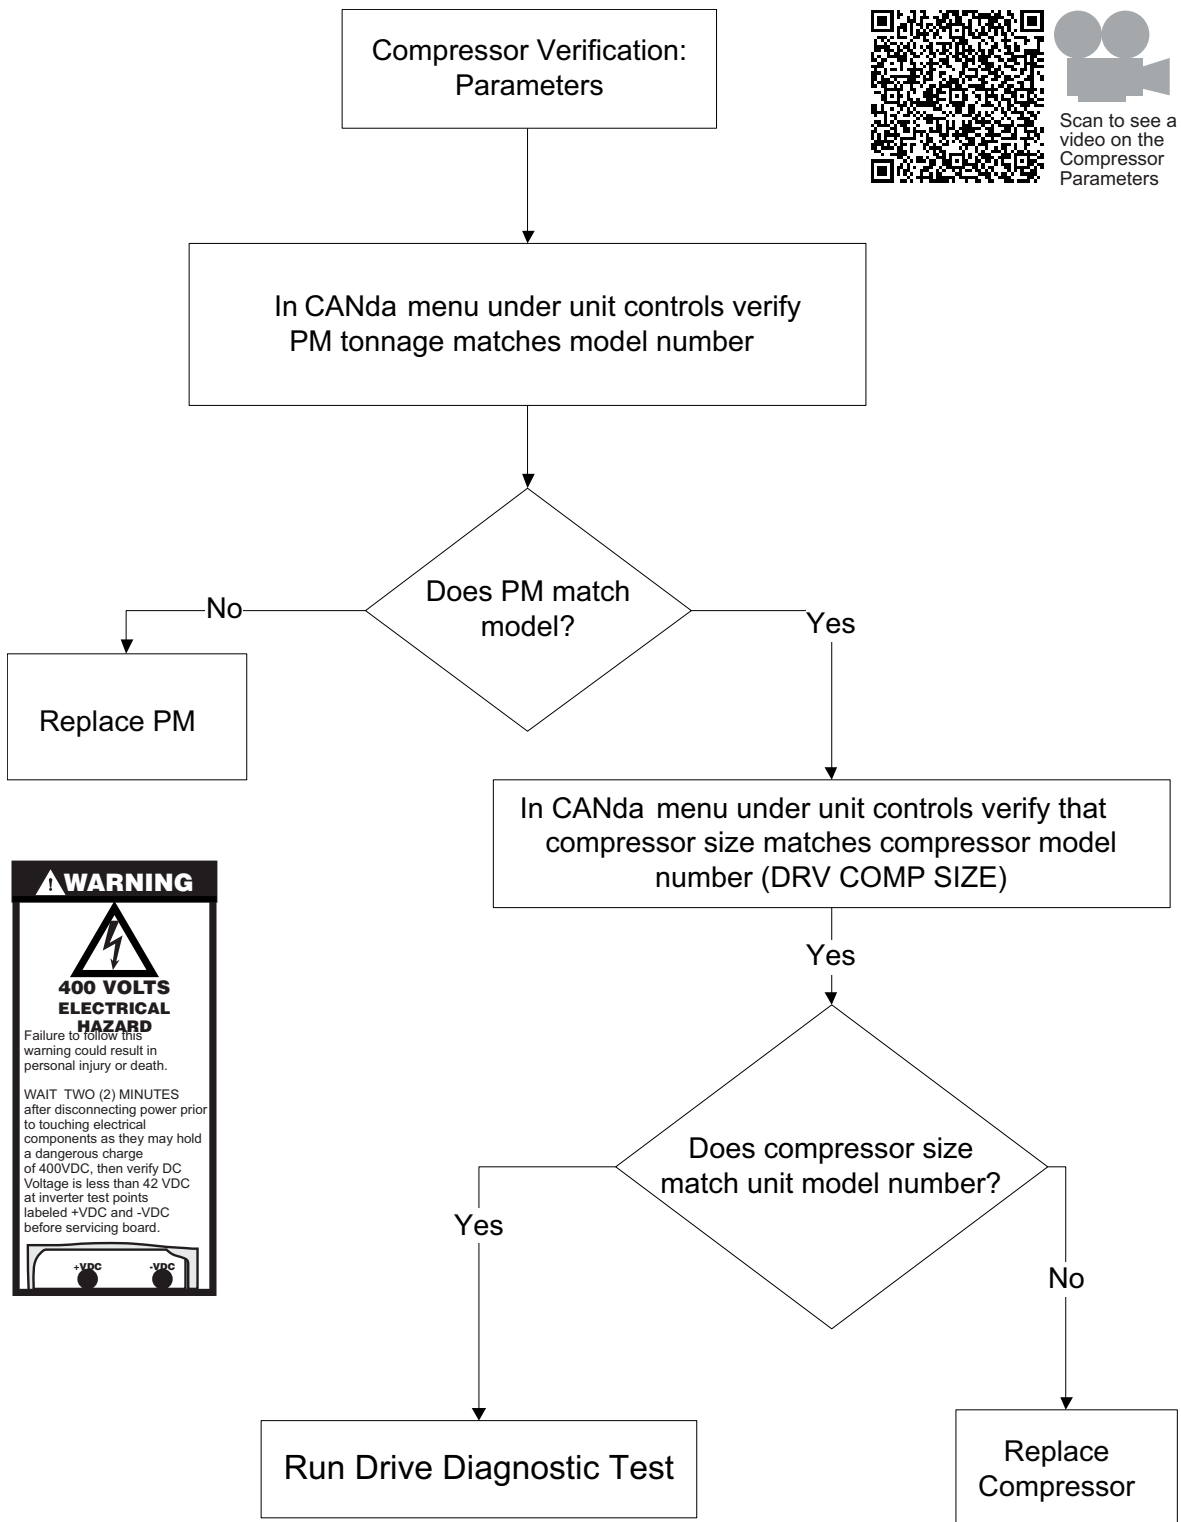 Compressor Verification:
Parameters
Scan to see a
video on the
Compressor
Parameters
In CANda menu under unit controls verify
PM tonnage matches model number
Does PM match
model?
No
Yes
Replace PM
In CANda menu under unit controls verify that
compressor size matches compressor model
number (DRV COMP SIZE)
Yes
WARNING
400 VOLTS
ELECTRICAL
HAZARD
Failure to follow this
warning could result in
personal injury or death.
WAIT TWO (2) MINUTES
after disconnecting power prior
to touching electrical
components as they may hold
a dangerous charge
of 400VDC, then verify DC
Voltage is less than 42 VDC
at inverter test points
labeled +VDC and -VDC
before servicing board.
+VDC -VDC
Does compressor size
match unit model number?
Yes
No
Run Drive Diagnostic Test
Replace
Compressor